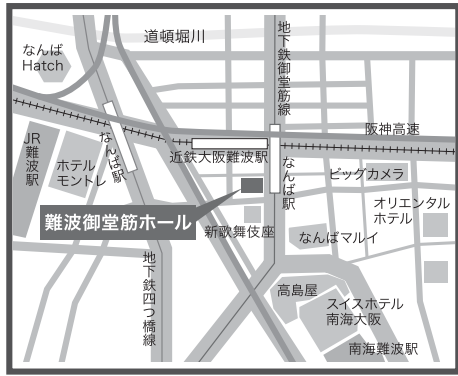 道頓堀川
地下鉄御堂筋線
なんば
Hatch
阪神高速
JR
難波駅
ホテル
モントレ
なんば駅
近鉄大阪難波駅
なんば駅
ビッグカメラ
オリエンタル
ホテル
難波御堂筋ホール
新歌舞伎座
なんばマルイ
地下鉄四つ橋線
高島屋
スイスホテル
南海大阪
南海難波駅